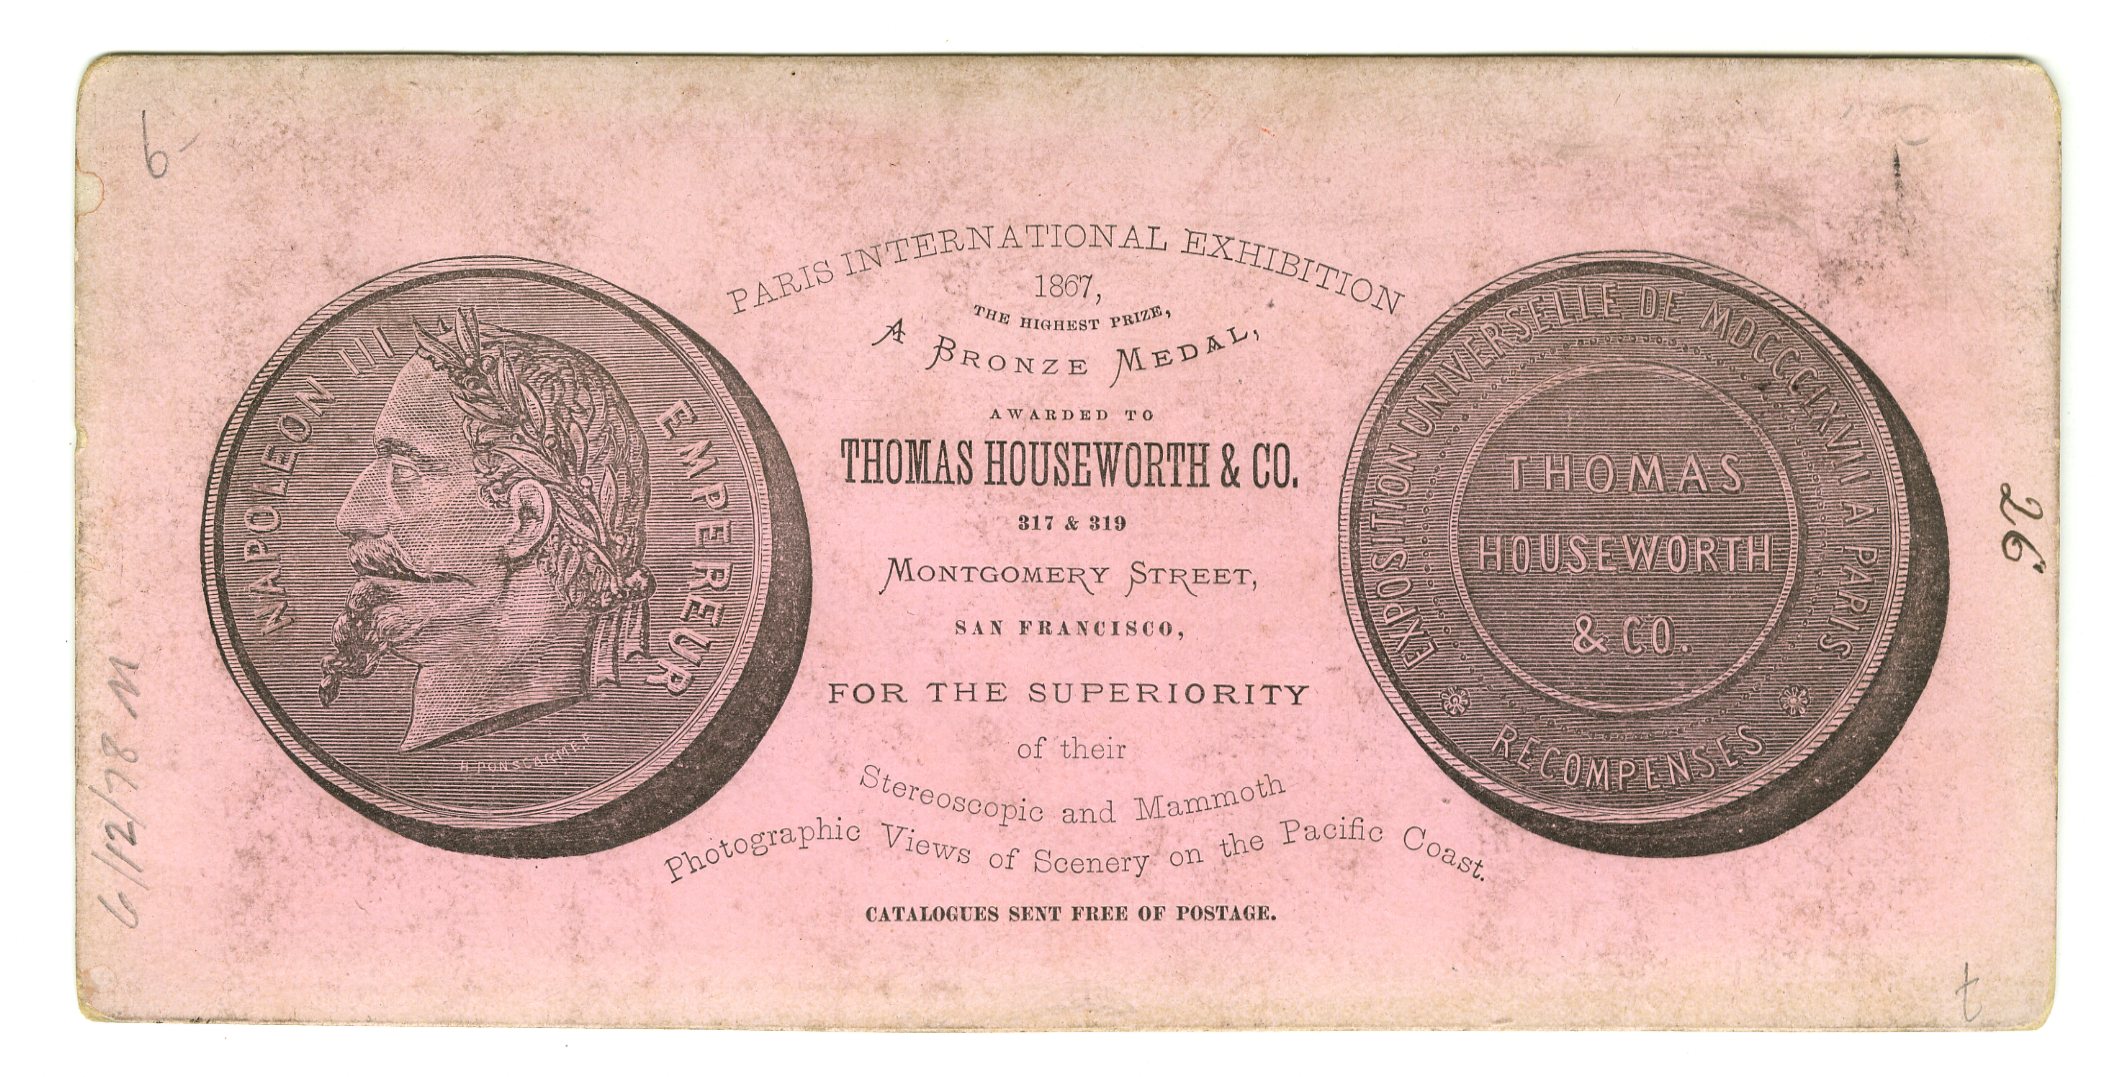 6-
6/12/78 M
NAPOLEON III EMPEREUR
PARIS INTERNATIONAL EXHIBITION
1867,
THE HIGHEST PRIZE,
A BRONZE MEDAL,
AWARDED TO
THOMAS HOUSEWORTH & CO.
317 & 319
MONTGOMERY STREET,
SAN FRANCISCO,
FOR THE SUPERIORITY
of their
Stereoscopic and Mammoth
Photographic Views of Scenery on the Pacific Coast.
CATALOGUES SENT FREE OF POSTAGE.
EXPOSITION UNIVERSELLE DE MDCCCLXVII A PARIS
THOMAS
HOUSEWORTH
& CO.
RECOMPENSES
26
t